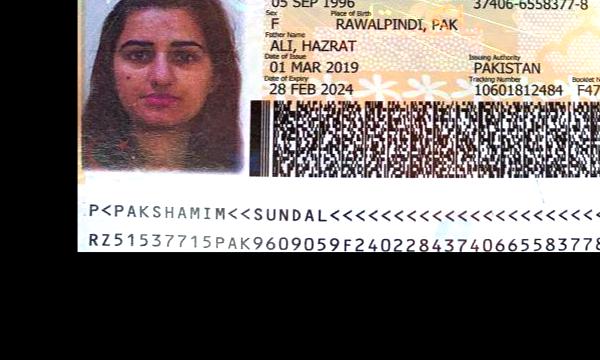 05 SEP 1996 37406-6558377-8
Sex Place of Birth
F RAWALPINDI, PAK
Father Name
ALI, HAZRAT
Date of Issue Issuing Authority
01 MAR 2019 PAKISTAN
Date of Expiry Tracking Number Booklet N
28 FEB 2024 10601812484 F47
P<PAKSHAMIM<<SUNDAL<<<<<<<<<<<<<<<<<<<<<
RZ51537715PAK9609059F24022843740665583778